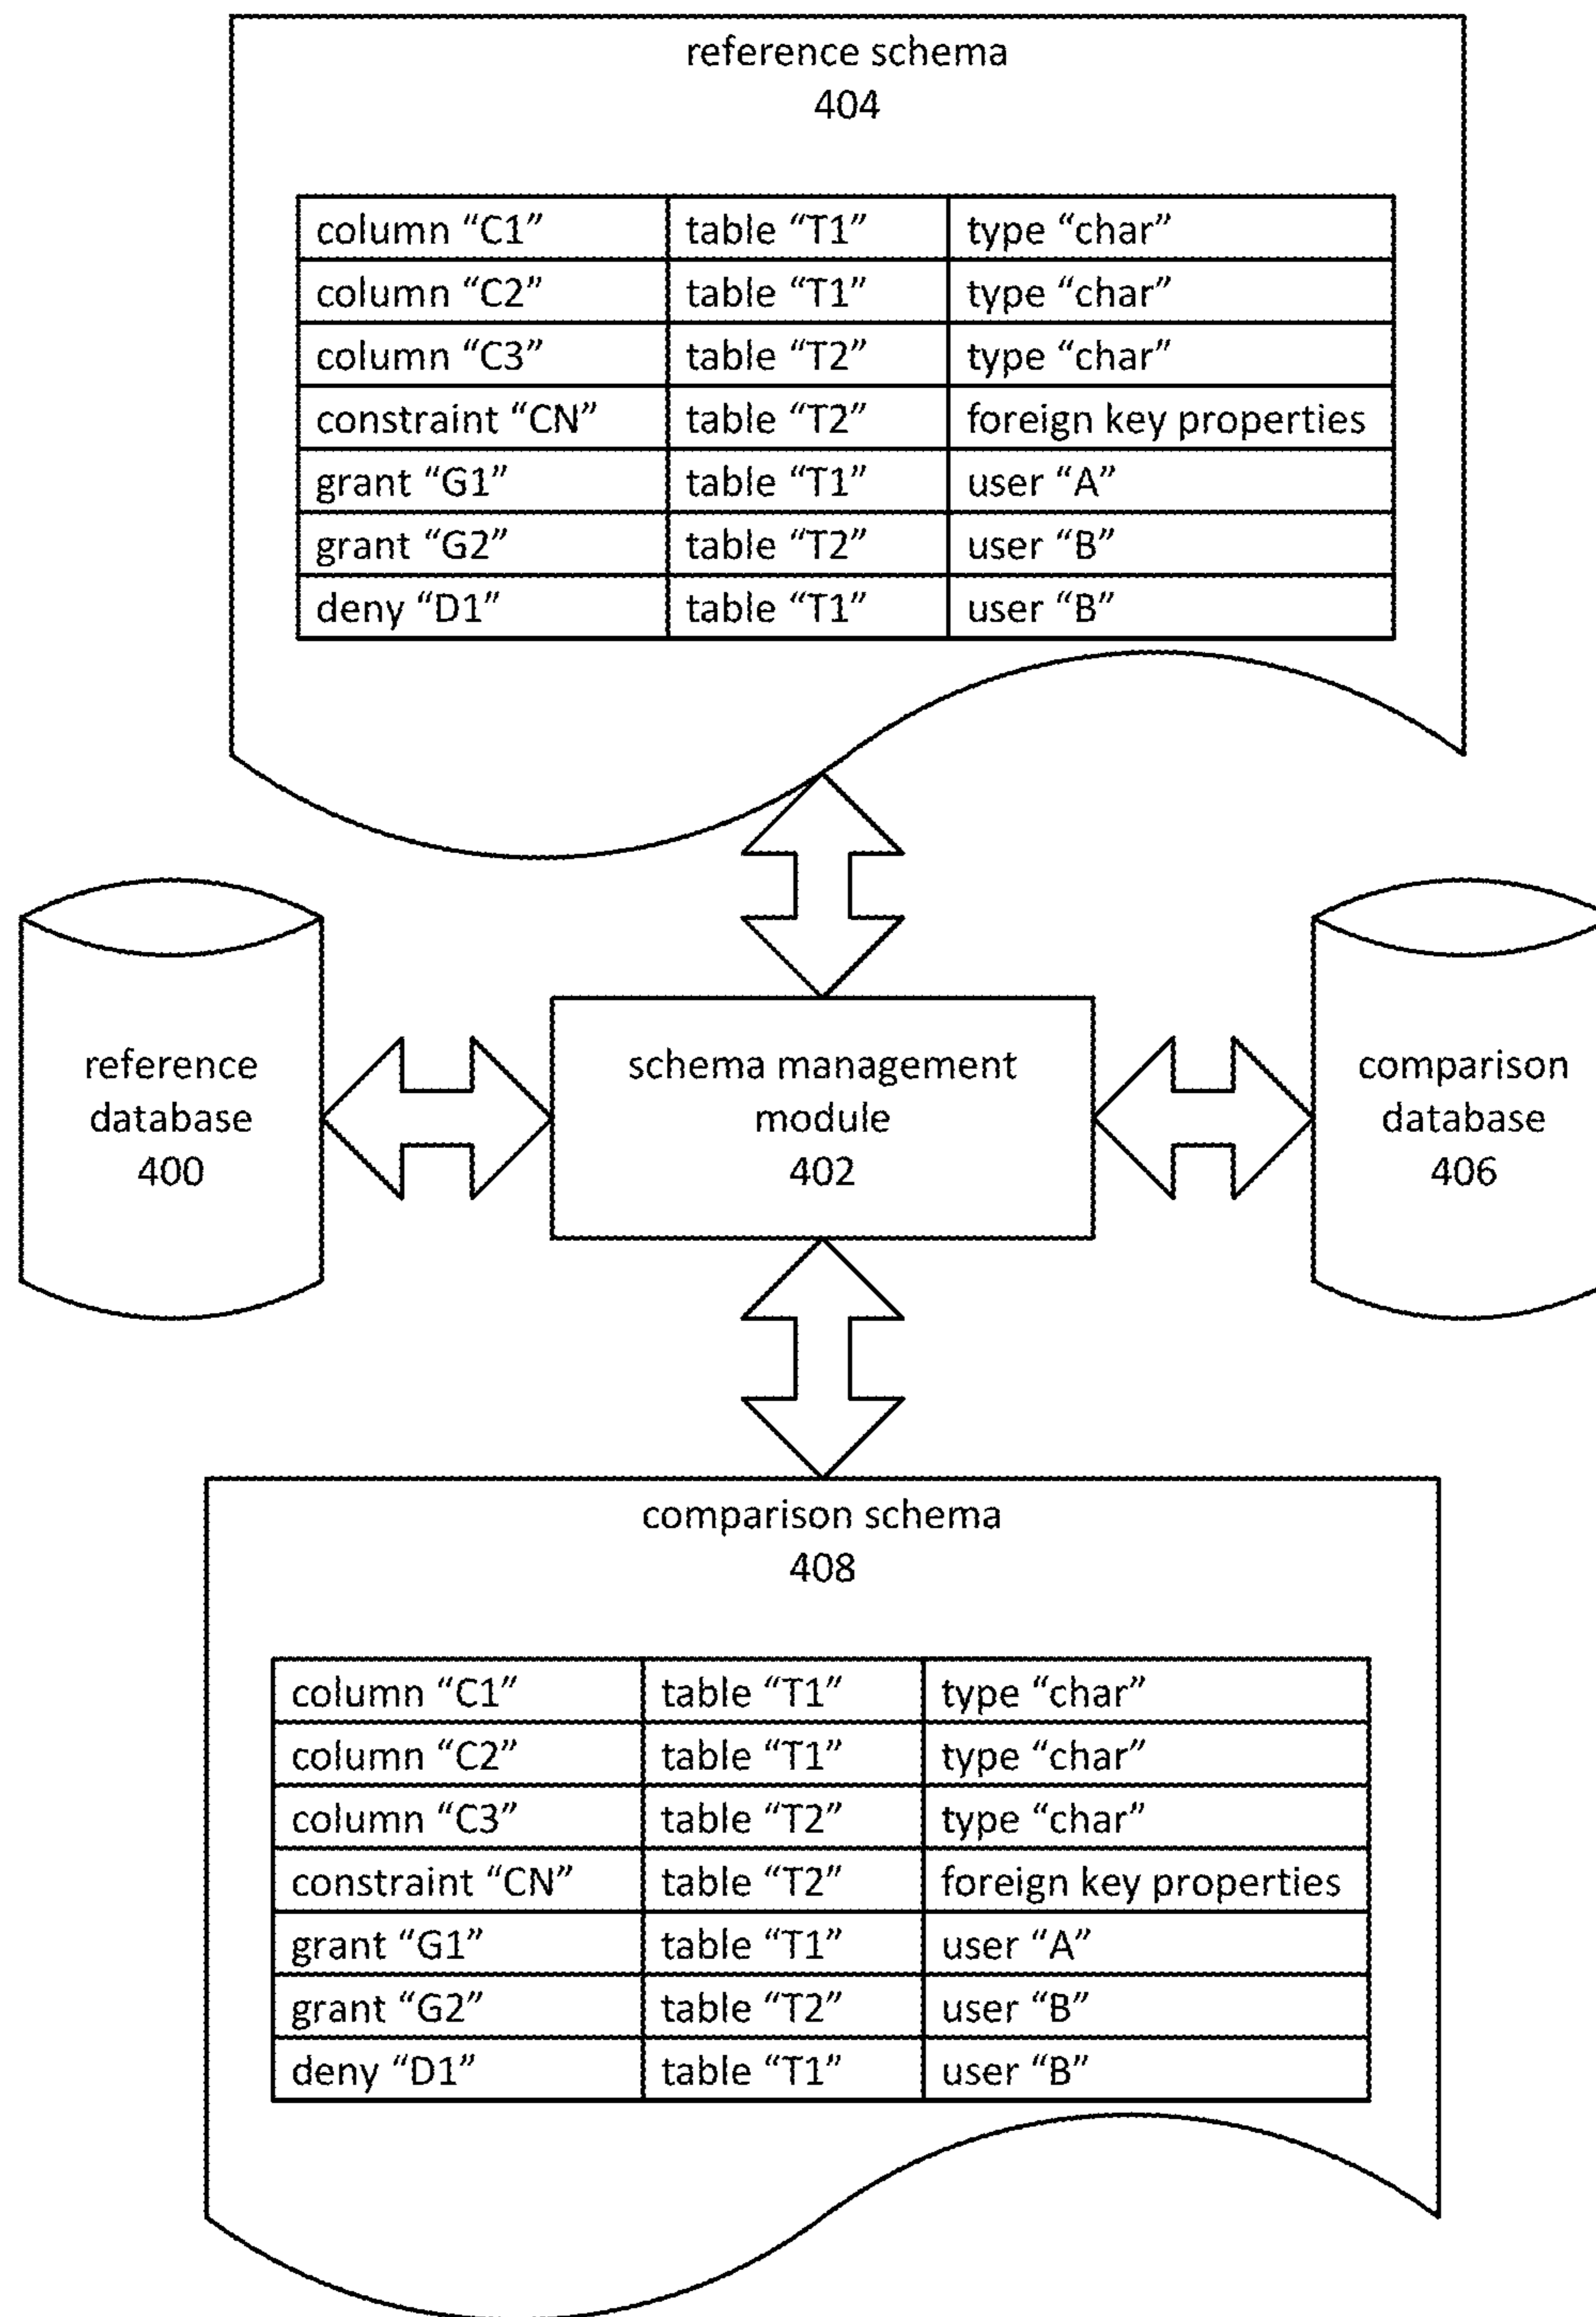 reference schema
404
column “C1” table “T1” type “char”
column “C2” table “T1” type “char”
column “C3” table “T2” type “char”
constraint “CN” table “T2” foreign key properties
grant “G1” table “T1” user “A”
grant “G2” table “T2” user “B”
deny “D1” table “T1” user “B”
reference
database
400
schema management
module
402
comparison
database
406
comparison schema
408
column “C1” table “T1” type “char”
column “C2” table “T1” type “char”
column “C3” table “T2” type “char”
constraint “CN” table “T2” foreign key properties
grant “G1” table “T1” user “A”
grant “G2” table “T2” user “B”
deny “D1” table “T1” user “B”